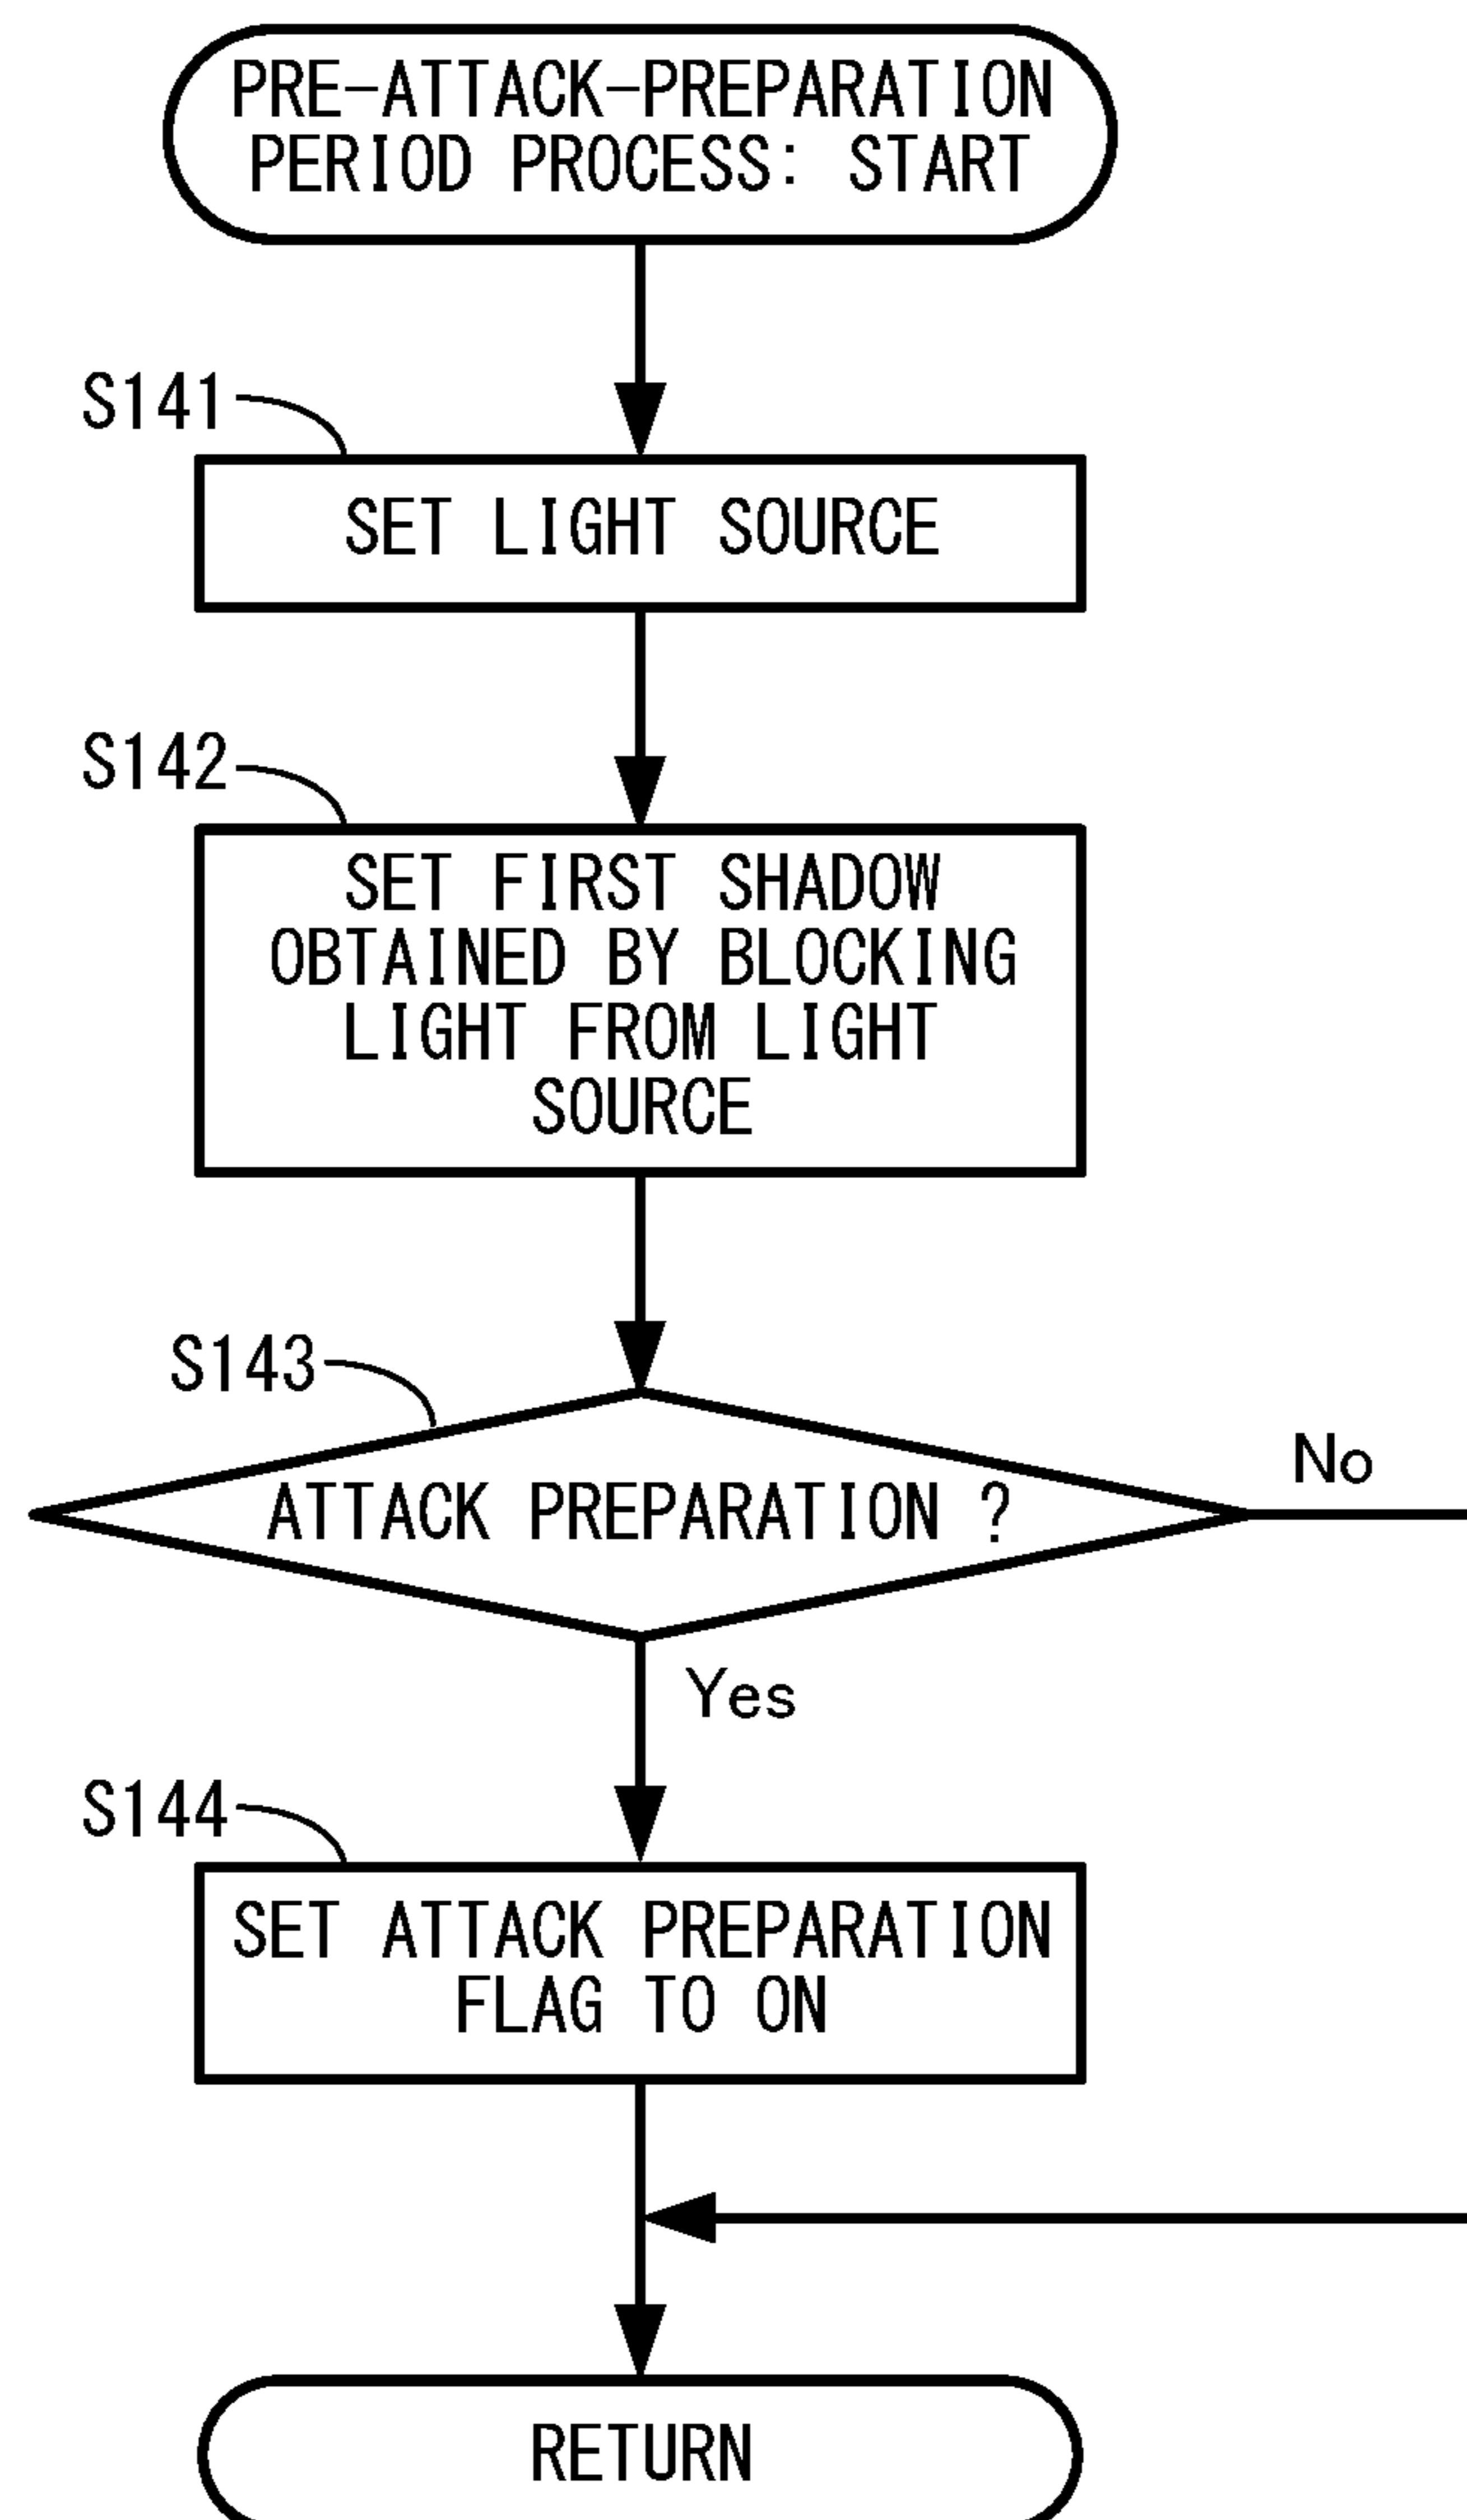 PRE-ATTACK-PREPARATION
PERIOD PROCESS: START
S141
SET LIGHT SOURCE
S142
SET FIRST SHADOW
OBTAINED BY BLOCKING
LIGHT FROM LIGHT
SOURCE
S143
No
ATTACK PREPARATION ?
Yes
S144
SET ATTACK PREPARATION
FLAG TO ON
RETURN